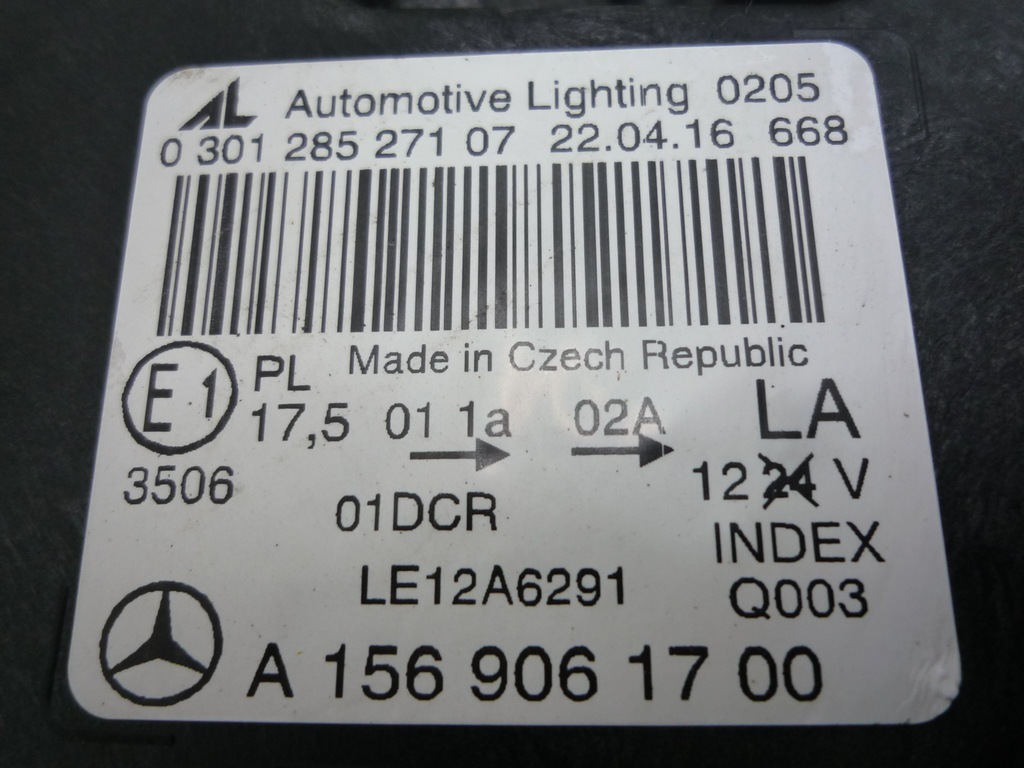 AL Automotive Lighting 0205
0 301 285 271 07 22.04.16 668
Made in Czech Republic
E1 PL
17,5 01 1a 02A LA
3506
12 24 V
01DCR
INDEX
LE12A6291
Q003
A 156 906 17 00